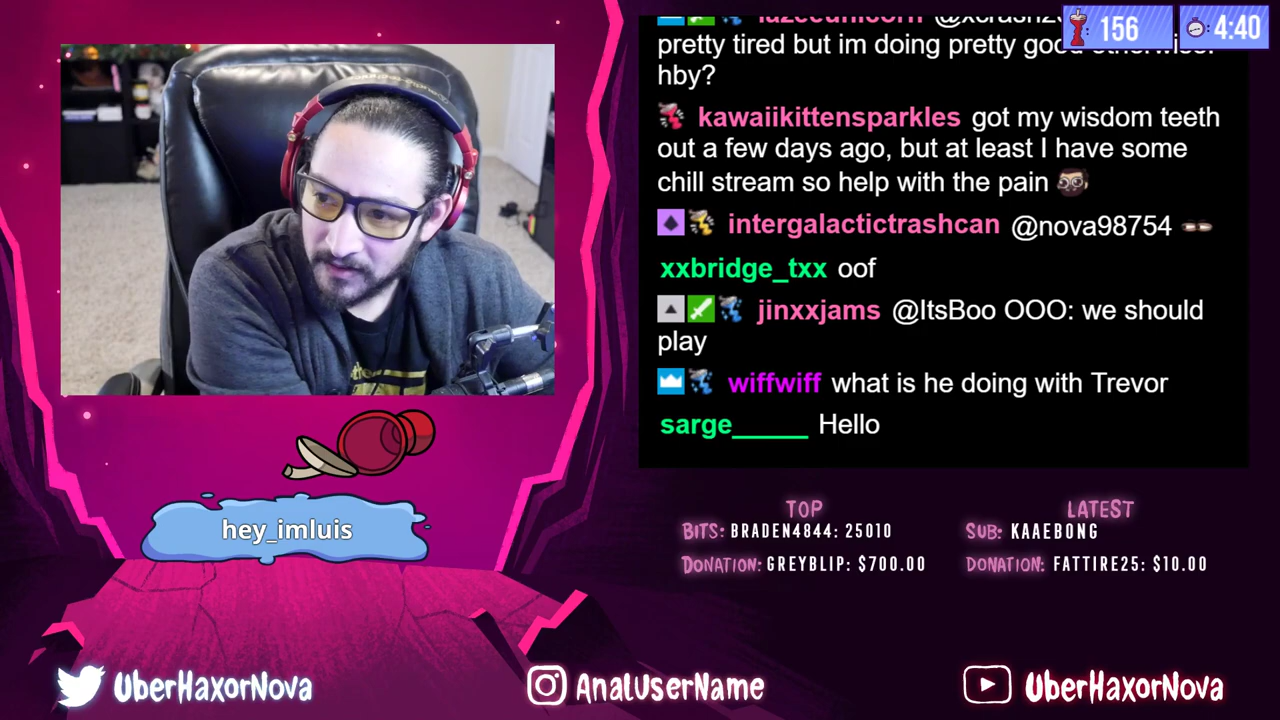 156
4:40
pretty tired but im doing pretty good otherwise.
hby?
kawaiikittensparkles got my wisdom teeth
out a few days ago, but at least I have some
chill stream so help with the pain
intergalactictrashcan @nova98754
xxbridge_txx oof
jinxxjams @ItsBoo OOO: we should
play
wiffwiff what is he doing with Trevor
sarge_____ Hello
hey_imluis
TOP
BITS: BRADEN4844: 25010
DONATION: GREYBLIP: $700.00
LATEST
SUB: KAAEBONG
DONATION: FATTIRE25: $10.00
UberHaxorNova
AnalUserName
UberHaxorNova